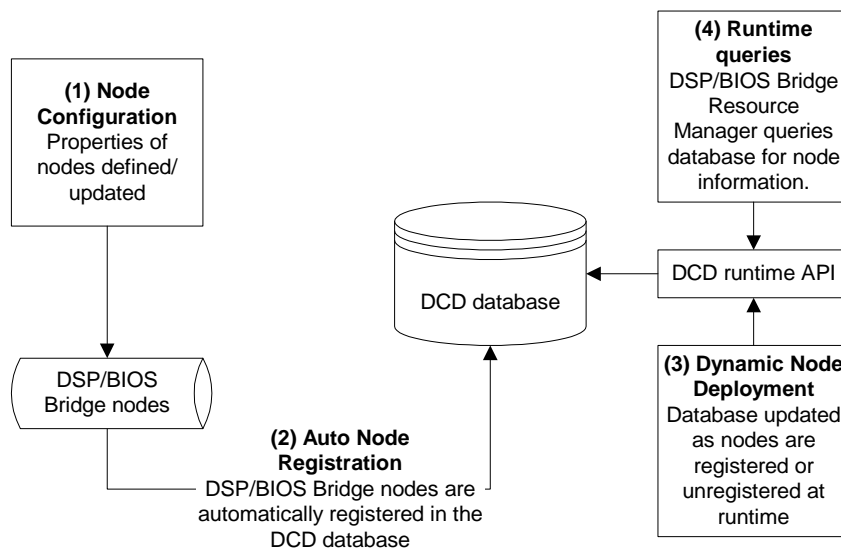 (1) Node
Configuration
Properties of
nodes defined/
updated
DSP/BIOS
Bridge nodes
(2) Auto Node
Registration
DSP/BIOS Bridge nodes are
automatically registered in the
DCD database
DCD database
(4) Runtime
queries
DSP/BIOS Bridge
Resource
Manager queries
database for node
information.
DCD runtime API
(3) Dynamic Node
Deployment
Database updated
as nodes are
registered or
unregistered at
runtime